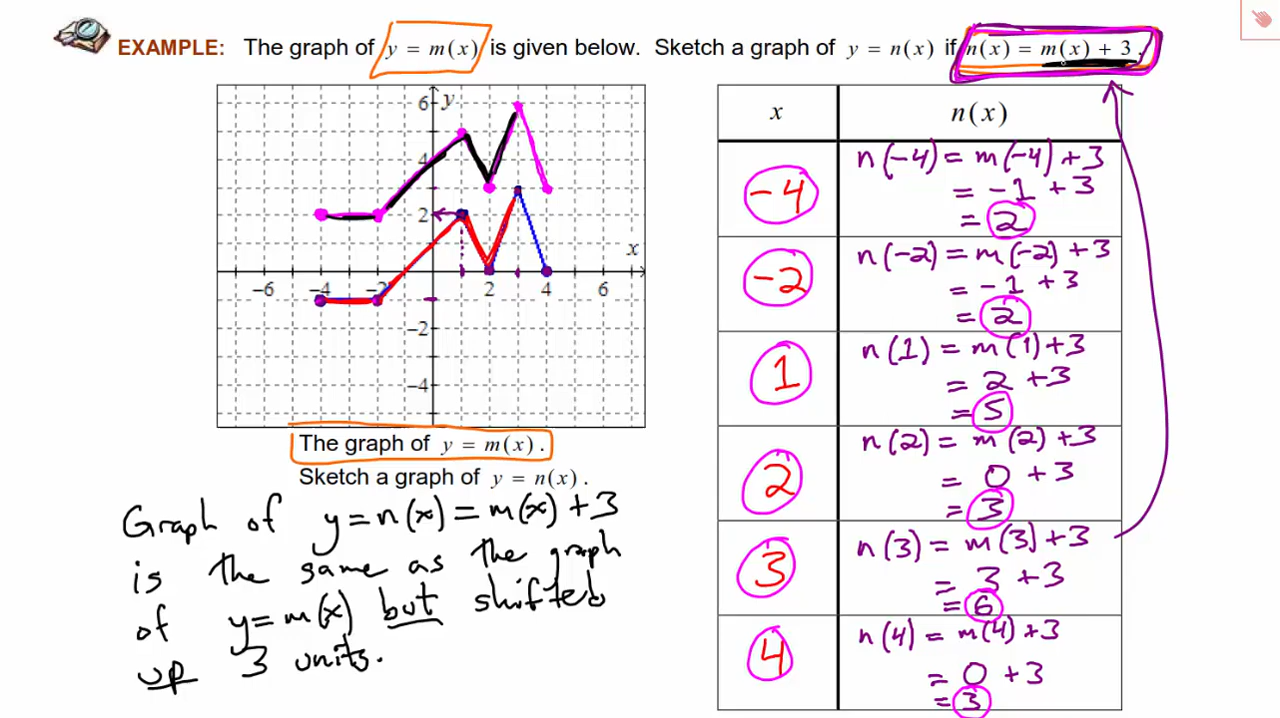 EXAMPLE: The graph of y = m(x) is given below. Sketch a graph of y = n(x) if n(x) = m(x) + 3.
6 y
4
2
x
−6 −4 −2 2 4 6
−2
−4
The graph of y = m(x).
Sketch a graph of y = n(x).
Graph of y = n(x) = m(x) + 3
is the same as the graph
of y = m(x) but shifted
up 3 units.
x n(x)
−4 n(−4) = m(−4) + 3
= −1 + 3
= 2
−2 n(−2) = m(−2) + 3
= −1 + 3
= 2
1 n(1) = m(1) + 3
= 2 + 3
= 5
2 n(2) = m(2) + 3
= 0 + 3
= 3
3 n(3) = m(3) + 3
= 3 + 3
= 6
4 n(4) = m(4) + 3
= 0 + 3
= 3